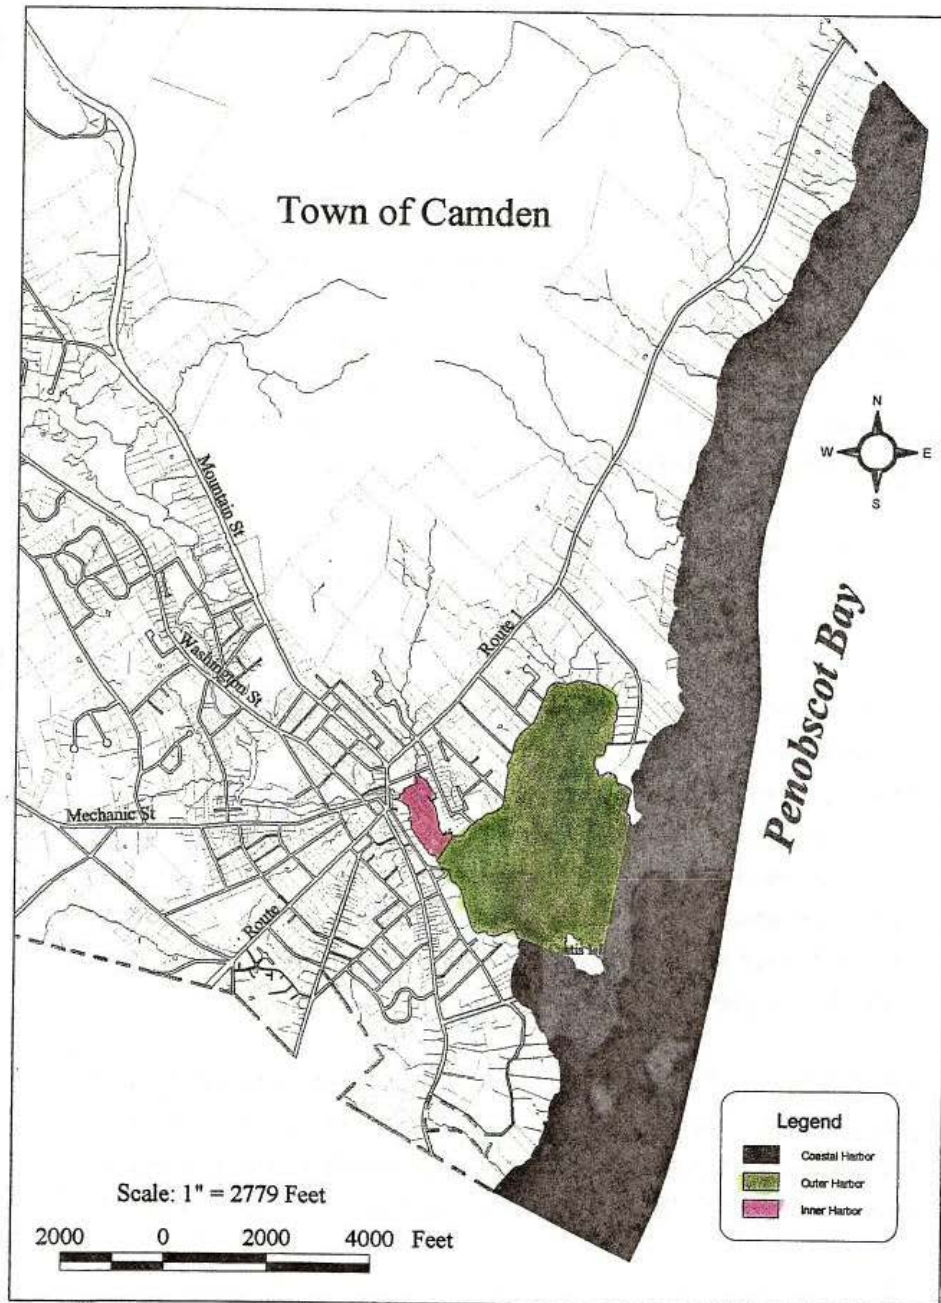 Town of Camden
N
W E
S
Mountain St
Route 1
Penobscot Bay
Washington St
Mechanic St
Route 1
Legend
Coastal Harbor
Outer Harbor
Inner Harbor
Scale: 1" = 2779 Feet
2000 0 2000 4000 Feet